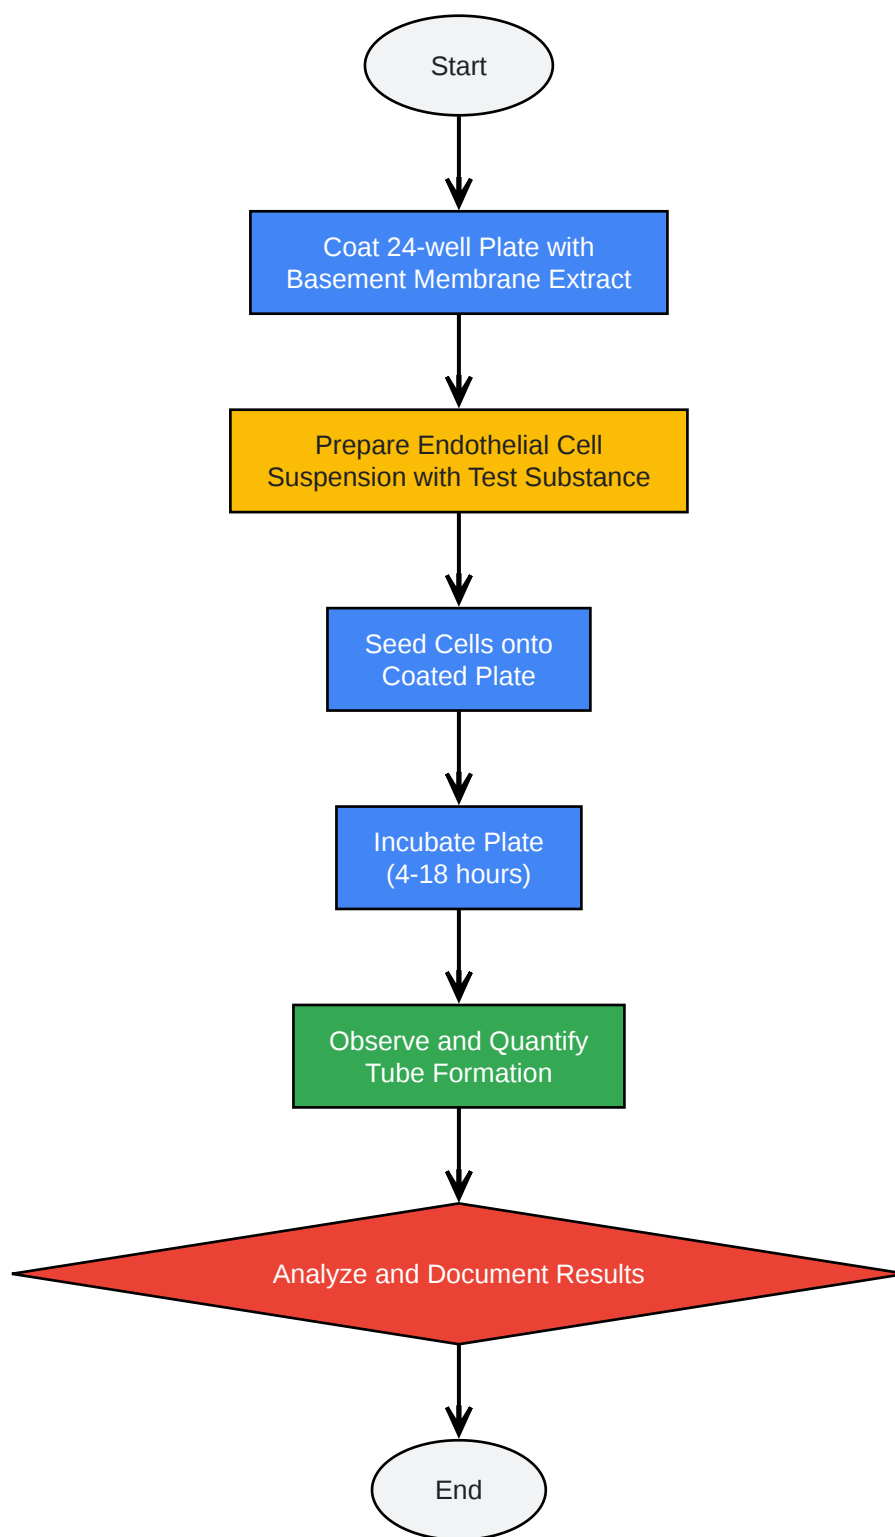 Start
Coat 24-well Plate with
Basement Membrane Extract
Prepare Endothelial Cell
Suspension with Test Substance
Seed Cells onto
Coated Plate
Incubate Plate
(4-18 hours)
Observe and Quantify
Tube Formation
Analyze and Document Results
End